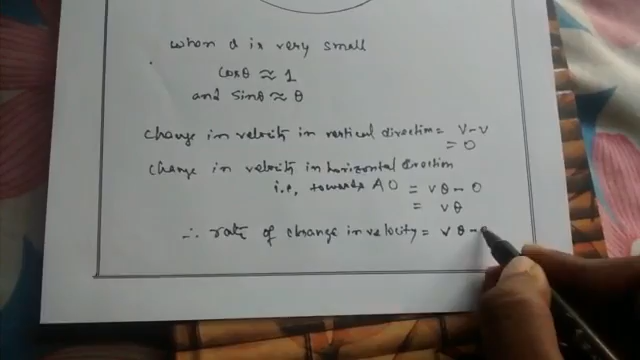 when α is very small
cosθ ≈ 1
and sinθ ≈ θ
Change in velocity in vertical direction = v-v
= 0
Change in velocity in horizontal direction
i.e, towards AO = vθ - 0
= vθ
∴ rate of change in velocity = vθ -